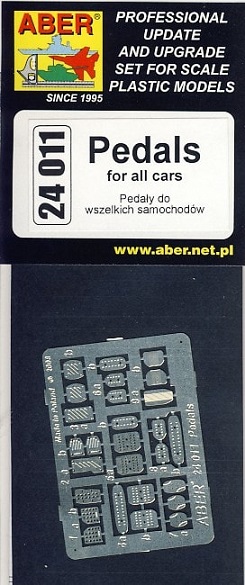 ABER®
SINCE 1995
PROFESSIONAL
UPDATE
AND UPGRADE
SET FOR SCALE
PLASTIC MODELS
24 011
Pedals
for all cars
Pedały do
wszelkich samochodów
www.aber.net.pl
Made in Poland
ABER® 24 011 Pedals